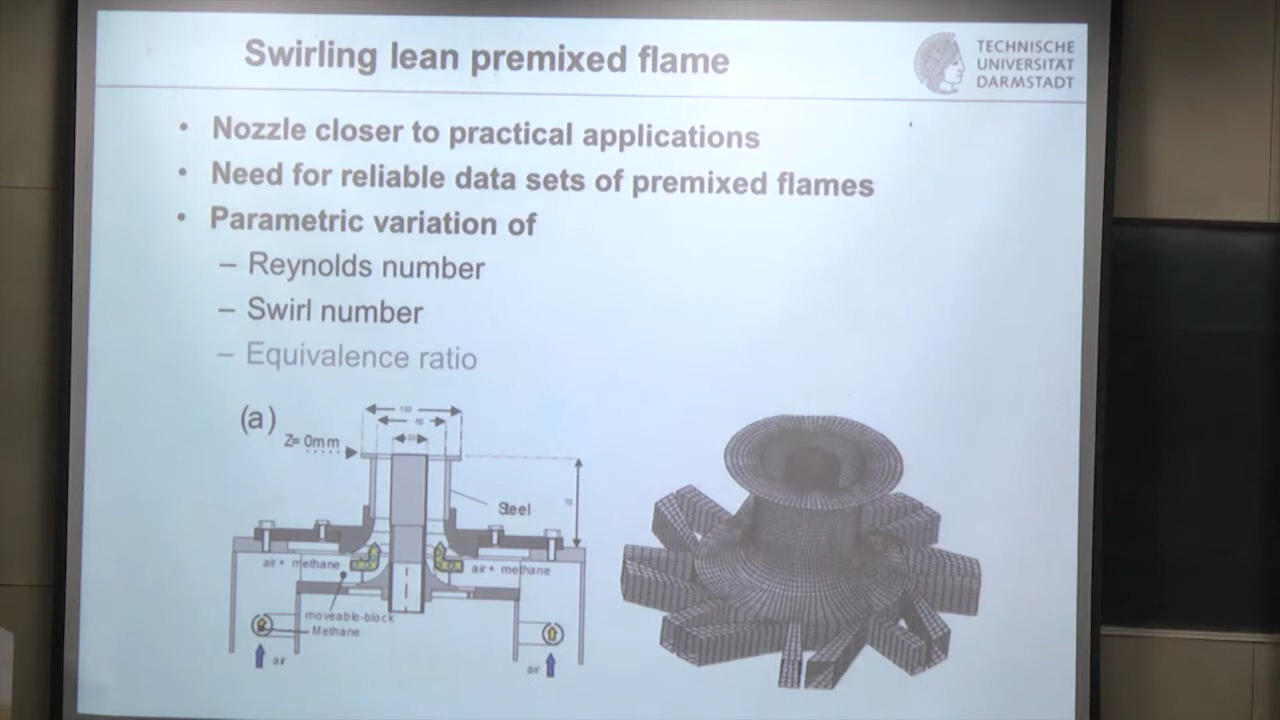 Swirling lean premixed flame
TECHNISCHE
UNIVERSITÄT
DARMSTADT
• Nozzle closer to practical applications
• Need for reliable data sets of premixed flames
• Parametric variation of
– Reynolds number
– Swirl number
– Equivalence ratio
(a)
Z= 0mm
Steel
air + methane
air + methane
moveable-block
Methane
air
air